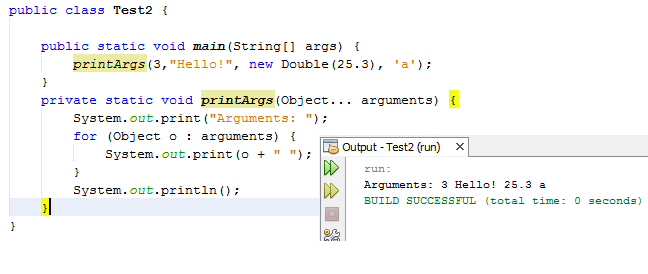 public class Test2 {
public static void main(String[] args) {
printArgs(3,"Hello!", new Double(25.3), 'a');
}
private static void printArgs(Object... arguments) {
System.out.print("Arguments: ");
for (Object o : arguments) {
System.out.print(o + " ");
}
System.out.println();
}
}
Output - Test2 (run)
run:
Arguments: 3 Hello! 25.3 a
BUILD SUCCESSFUL (total time: 0 seconds)